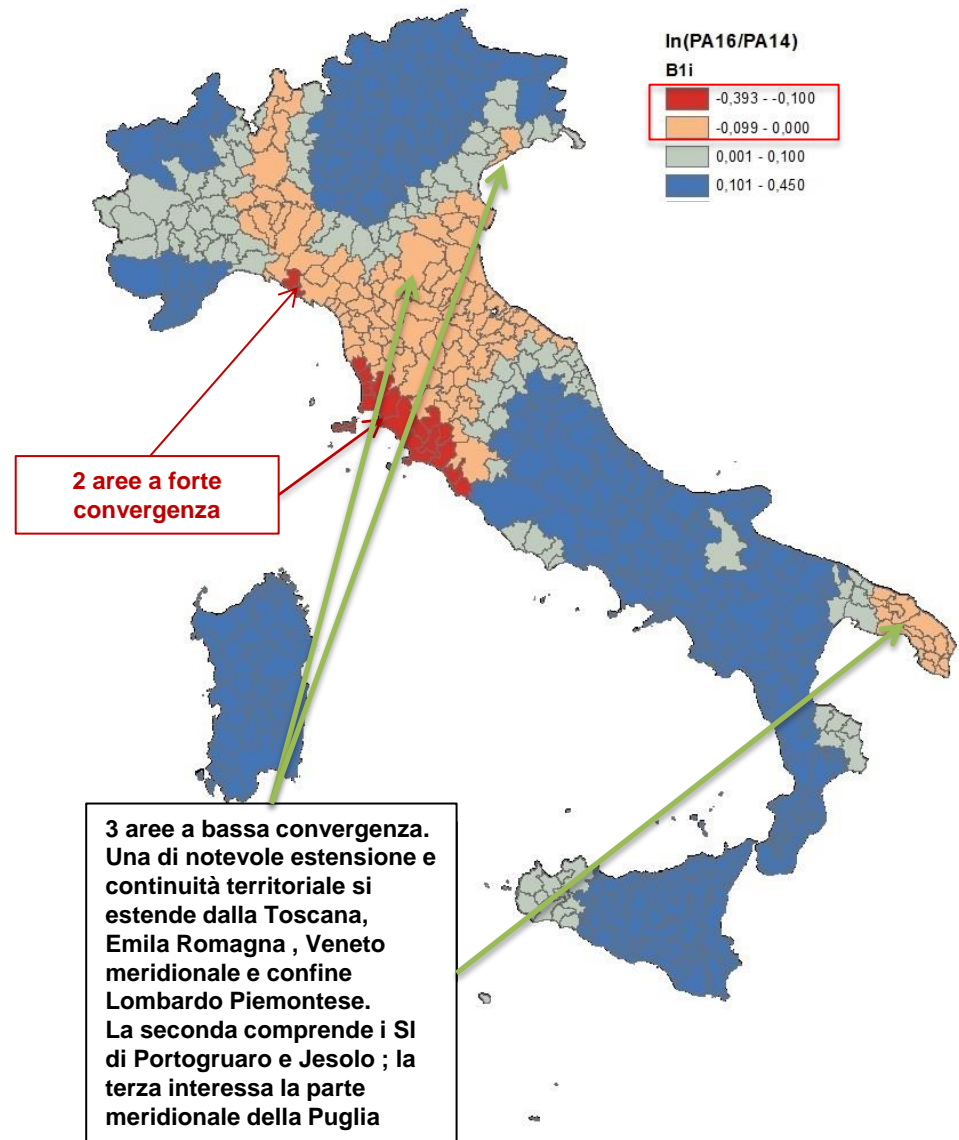 ln(PA16/PA14)
B1i
-0,393 - -0,100
-0,099 - 0,000
0,001 - 0,100
0,101 - 0,450
2 aree a forte
convergenza
3 aree a bassa convergenza.
Una di notevole estensione e
continuità territoriale si
estende dalla Toscana,
Emila Romagna , Veneto
meridionale e confine
Lombardo Piemontese.
La seconda comprende i Sl
di Portogruaro e Jesolo ; la
terza interessa la parte
meridionale della Puglia